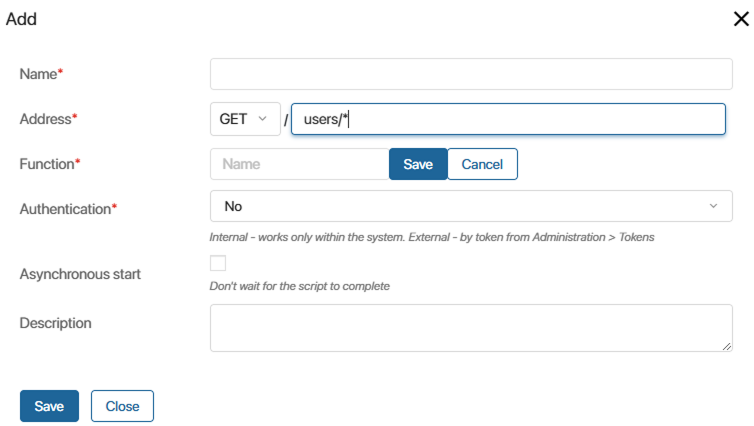 Add
Name*
Address* GET / users/*
Function* Name Save Cancel
Authentication* No
Internal - works only within the system. External - by token from Administration > Tokens
Asynchronous start
Don't wait for the script to complete
Description
Save Close